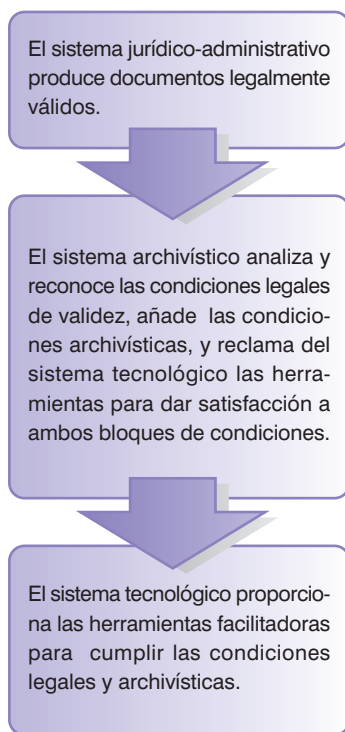 El sistema jurídico-administrativo
produce documentos legalmente
válidos.
El sistema archivístico analiza y
reconoce las condiciones legales
de validez, añade las condicio-
nes archivísticas, y reclama del
sistema tecnológico las herra-
mientas para dar satisfacción a
ambos bloques de condiciones.
El sistema tecnológico proporcio-
na las herramientas facilitadoras
para cumplir las condiciones
legales y archivísticas.